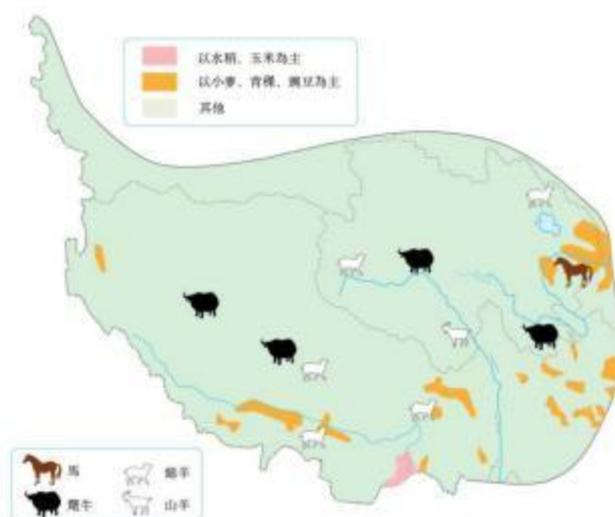 以水稻、玉米為主
以小麥、青稞、豌豆為主
其他
馬
綿羊
犛牛
山羊